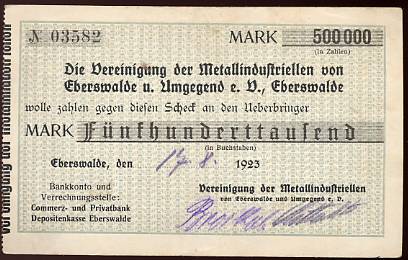 № 03582 MARK 500000
(in Zahlen)
Die Vereinigung der Metallindustriellen von
Eberswalde u. Umgegend e. V., Eberswalde
wolle zahlen gegen diesen Scheck an den Ueberbringer
MARK Fünfhunderttausend
(in Buchstaben)
Eberswalde, den 17. 8. 1923
Bankkonto und
Verrechnungsstelle:
Commerz- und Privatbank
Depositenkasse Eberswalde
Vereinigung der Metallindustriellen
von Eberswalde und Umgegend e. V.